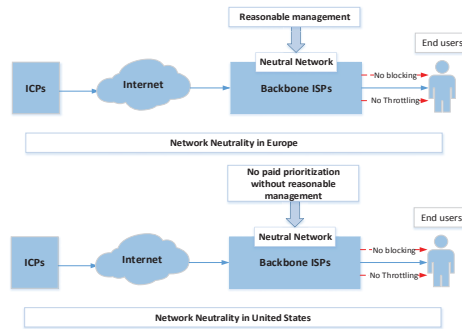 Reasonable management
End users
Neutral Network
ICPs
Internet
Backbone ISPs
No blocking
No Throttling
Network Neutrality in Europe
No paid prioritization
without reasonable
management
End users
Neutral Network
ICPs
Internet
Backbone ISPs
No blocking
No Throttling
Network Neutrality in United States